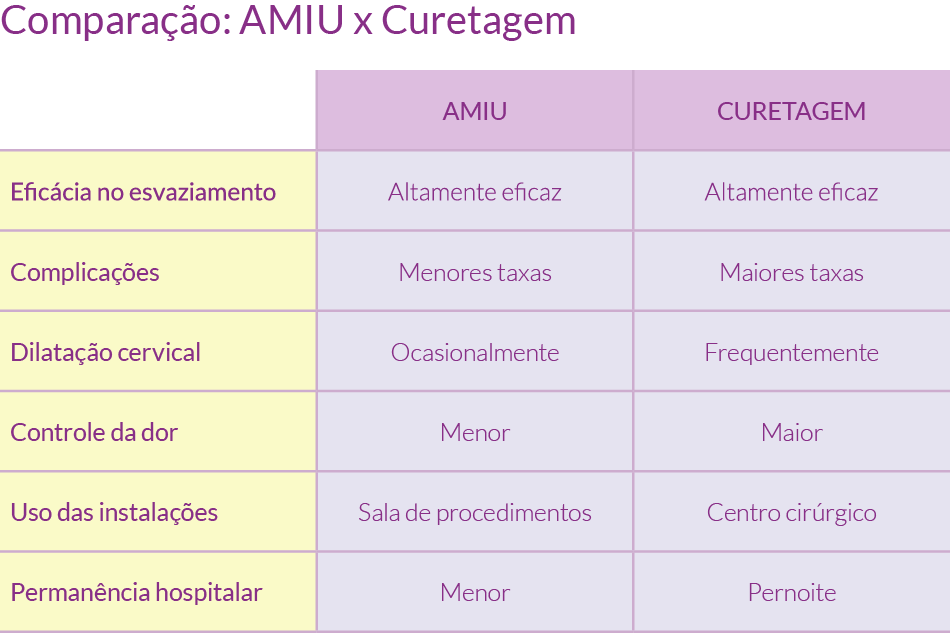 Comparação: AMIU x Curetagem
AMIU CURETAGEM
Eficácia no esvaziamento Altamente eficaz Altamente eficaz
Complicações Menores taxas Maiores taxas
Dilatação cervical Ocasionalmente Frequentemente
Controle da dor Menor Maior
Uso das instalações Sala de procedimentos Centro cirúrgico
Permanência hospitalar Menor Pernoite